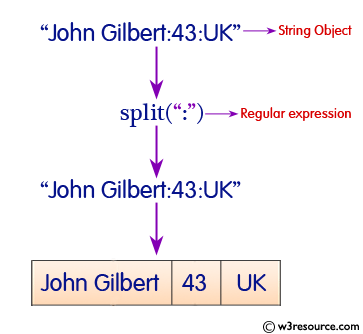 “John Gilbert:43:UK” String Object
split(“:”) Regular expression
“John Gilbert:43:UK”
John Gilbert 43 UK
© w3resource.com